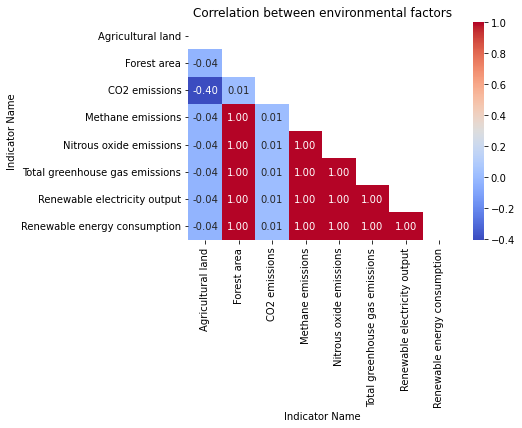 Correlation between environmental factors
Indicator Name
Agricultural land
Forest area -0.04
CO2 emissions -0.40 0.01
Methane emissions -0.04 1.00 0.01
Nitrous oxide emissions -0.04 1.00 0.01 1.00
Total greenhouse gas emissions -0.04 1.00 0.01 1.00 1.00
Renewable electricity output -0.04 1.00 0.01 1.00 1.00 1.00
Renewable energy consumption -0.04 1.00 0.01 1.00 1.00 1.00 1.00
Agricultural land
Forest area
CO2 emissions
Methane emissions
Nitrous oxide emissions
Total greenhouse gas emissions
Renewable electricity output
Renewable energy consumption
Indicator Name
1.0
0.8
0.6
0.4
0.2
0.0
−0.2
−0.4